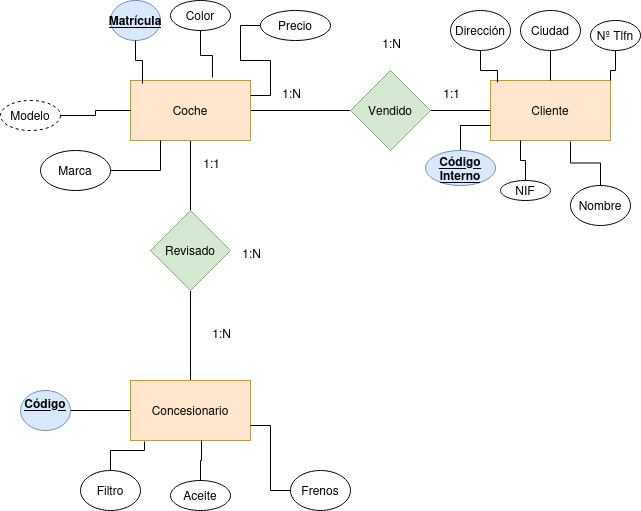 Matrícula
Color
Precio
1:N
Dirección
Ciudad
Nº Tlfn
Modelo
Coche
1:N
Vendido
1:1
Cliente
Marca
1:1
Código
Interno
NIF
Nombre
Revisado
1:N
1:N
Código
Concesionario
Filtro
Aceite
Frenos